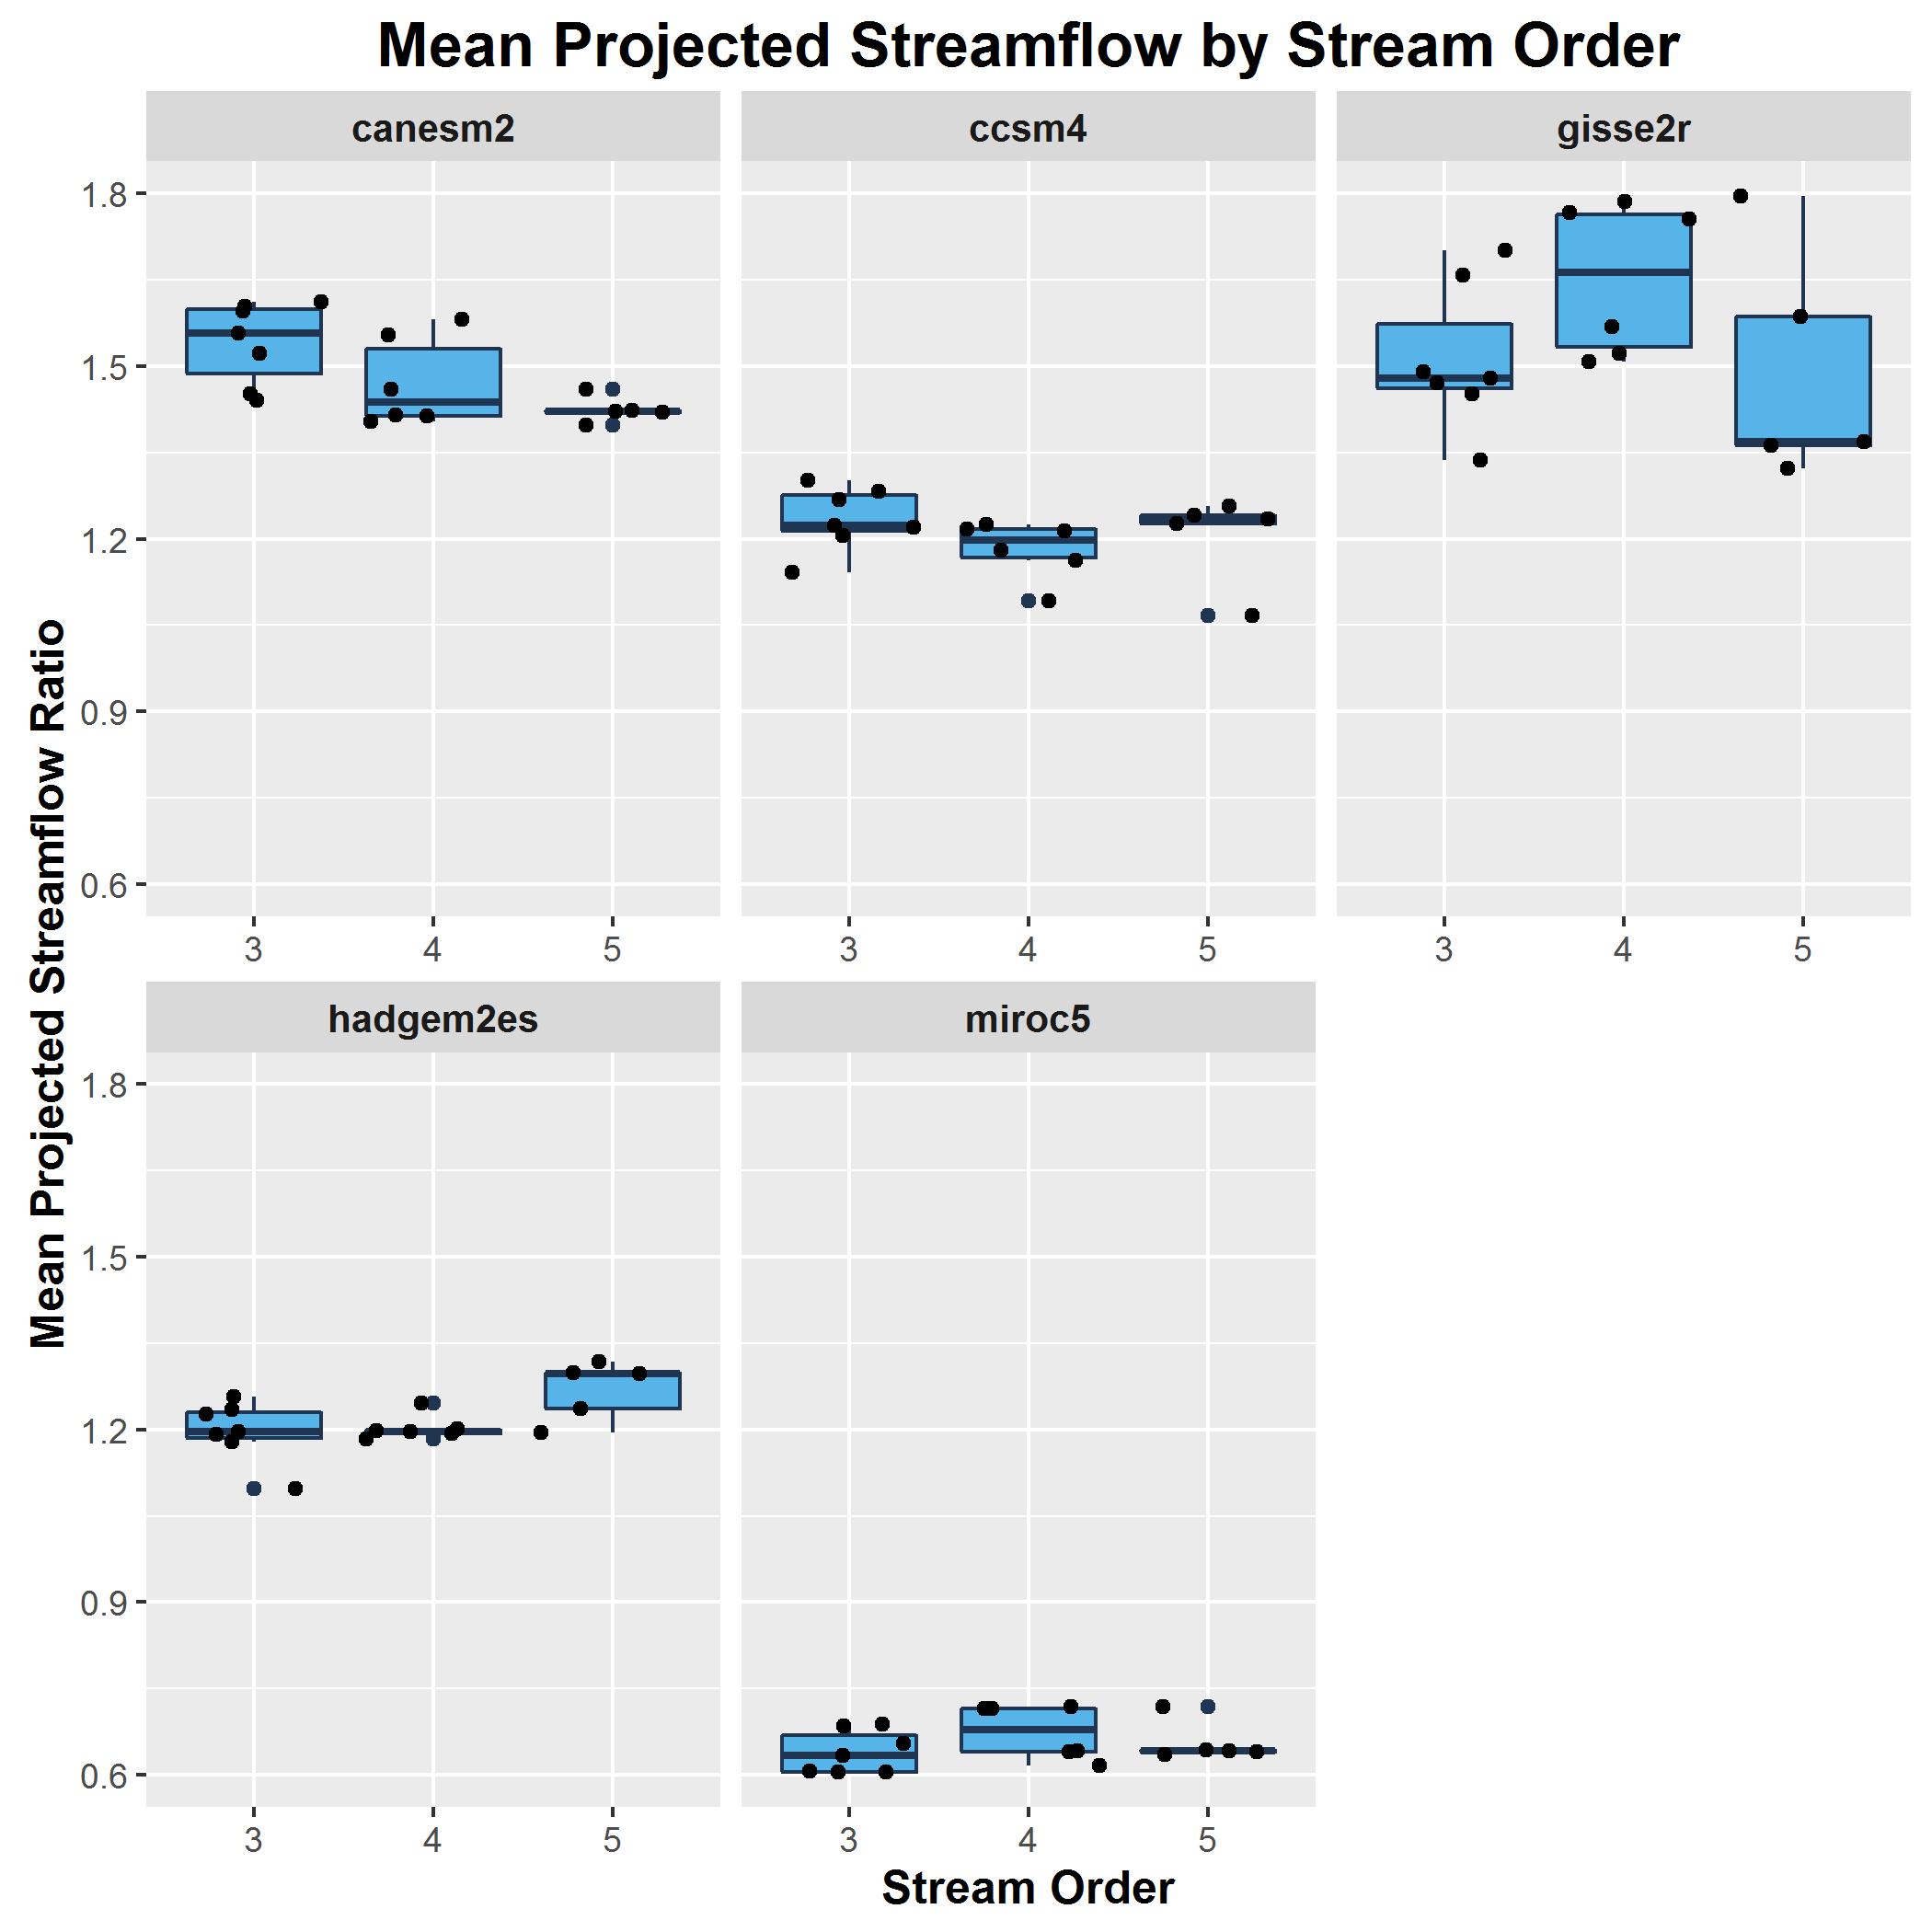 Mean Projected Streamflow by Stream Order
canesm2 ccsm4 gisse2r
1.8
1.5
1.2
0.9
0.6
3 4 5 3 4 5 3 4 5
Mean Projected Streamflow Ratio
hadgem2es miroc5
1.8
1.5
1.2
0.9
0.6
3 4 5 3 4 5
Stream Order